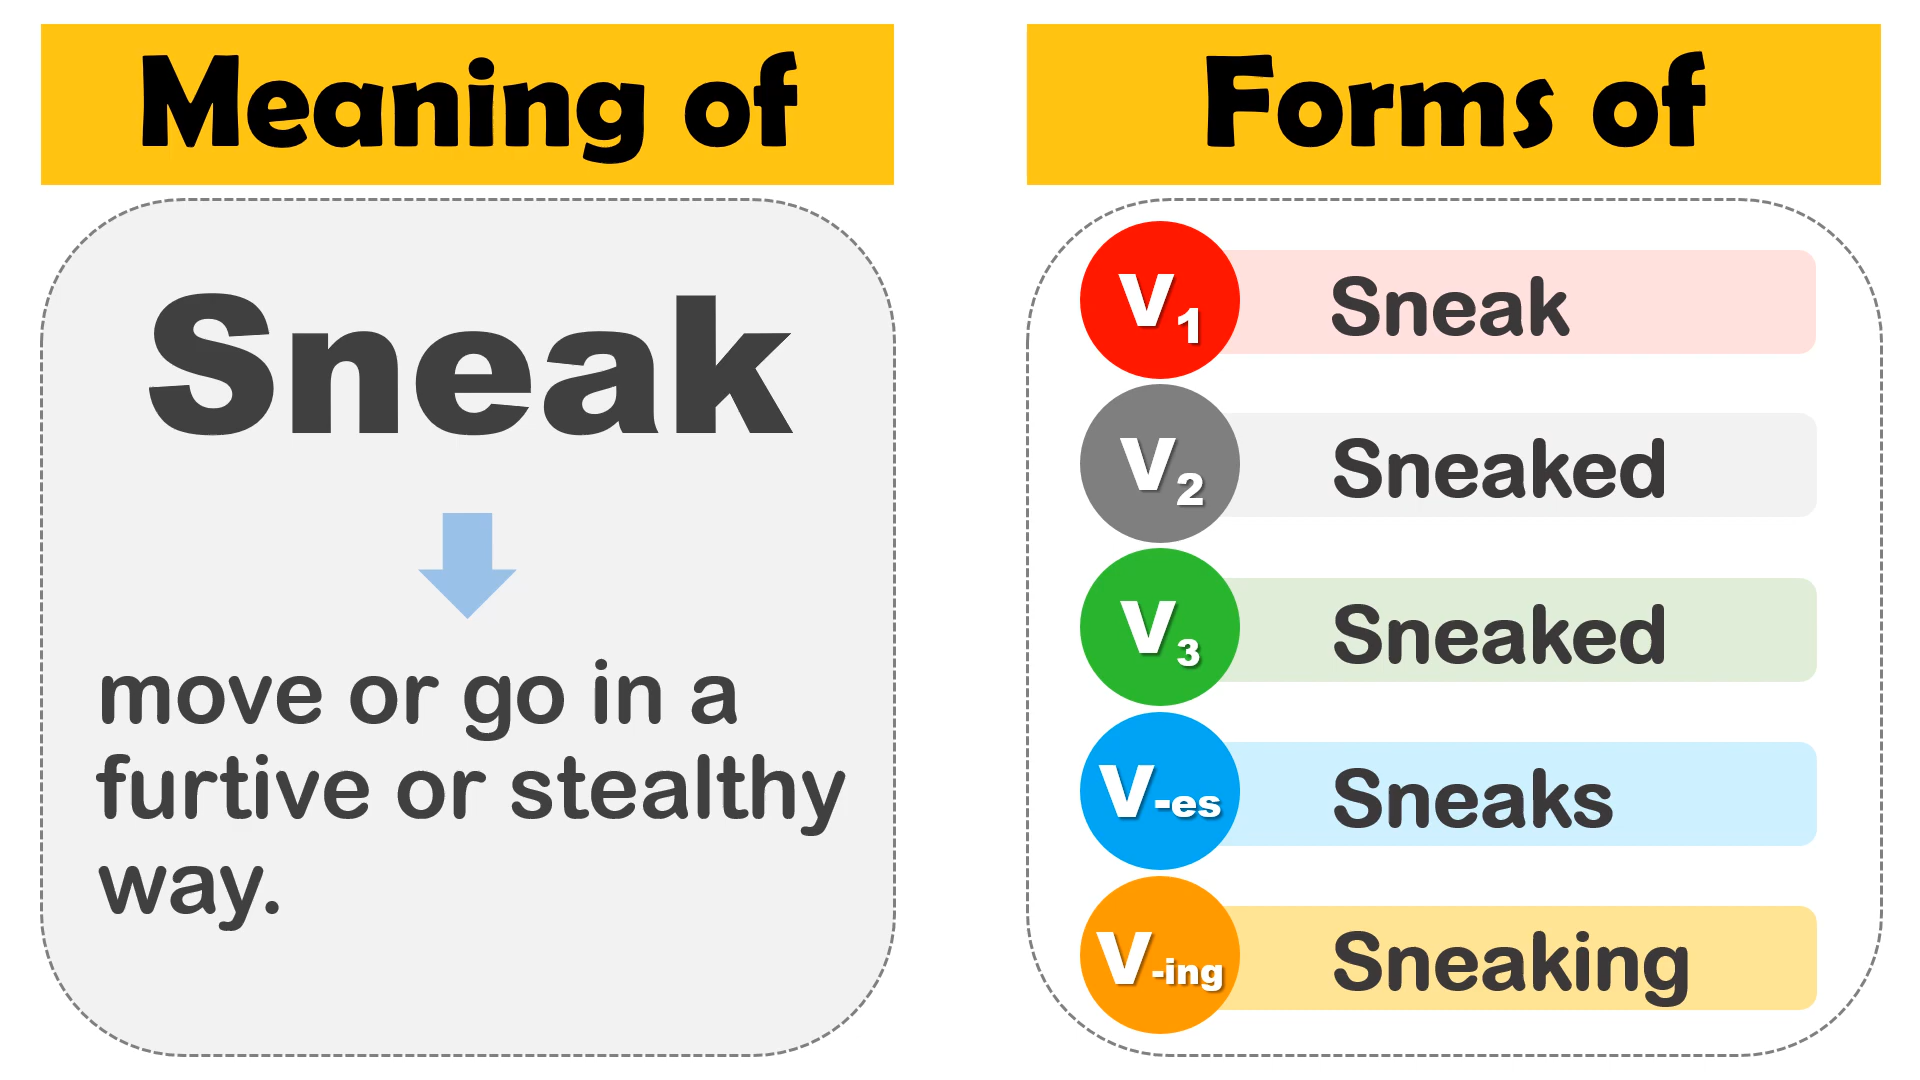 Meaning of
Sneak
move or go in a
furtive or stealthy
way.
Forms of
V1 Sneak
V2 Sneaked
V3 Sneaked
V-es Sneaks
V-ing Sneaking